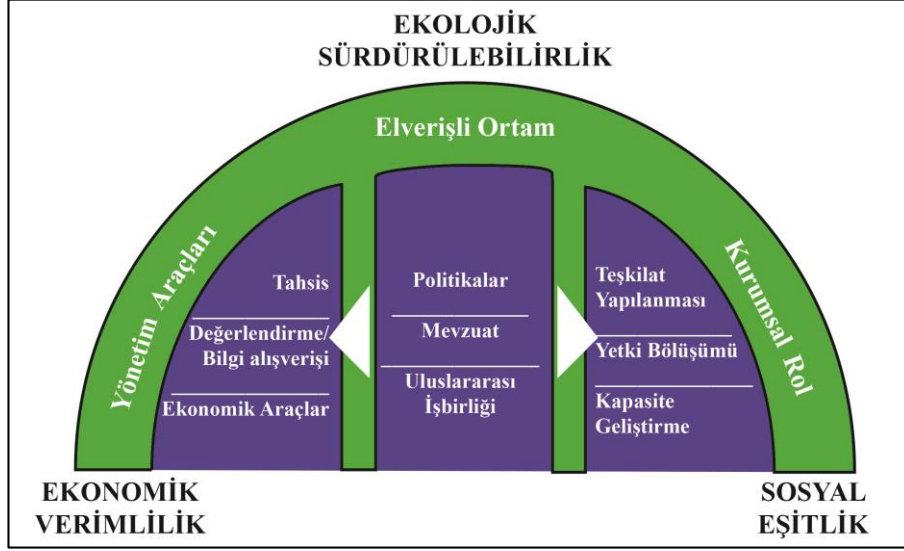 EKOLOJİK
SÜRDÜRÜLEBİLİRLİK
Elverişli Ortam
Yönetim Araçları
Kurumsal Rol
Tahsis
Değerlendirme/
Bilgi alışverişi
Ekonomik Araçlar
Politikalar
Mevzuat
Uluslararası
İşbirliği
Teşkilat
Yapılanması
Yetki Bölüşümü
Kapasite
Geliştirme
EKONOMİK
VERİMLİLİK
SOSYAL
EŞİTLİK